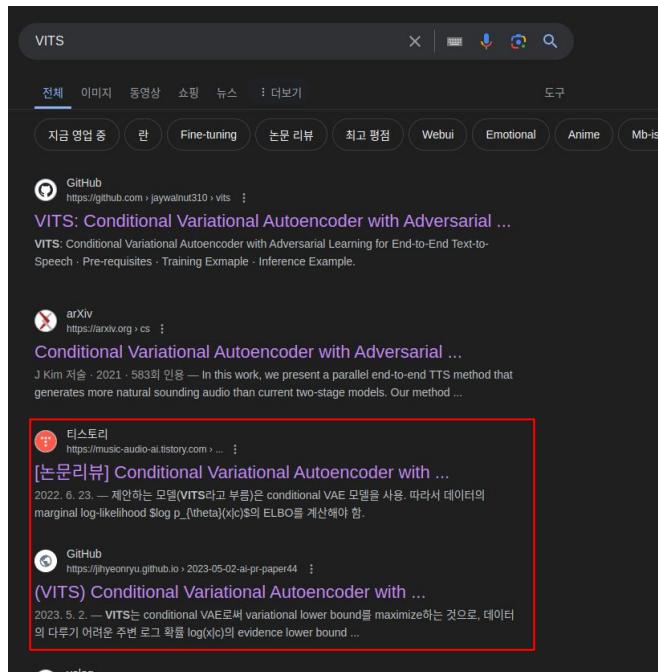 VITS
전체 이미지 동영상 쇼핑 뉴스 ⋮ 더보기 도구
지금 영업 중 란 Fine-tuning 논문 리뷰 최고 평점 Webui Emotional Anime Mb-is
GitHub
https://github.com › jaywalnut310 › vits ⋮
VITS: Conditional Variational Autoencoder with Adversarial ...
VITS: Conditional Variational Autoencoder with Adversarial Learning for End-to-End Text-to-
Speech · Pre-requisites · Training Exmaple · Inference Example.
arXiv
https://arxiv.org › cs ⋮
Conditional Variational Autoencoder with Adversarial ...
J Kim 저술 · 2021 · 583회 인용 — In this work, we present a parallel end-to-end TTS method that
generates more natural sounding audio than current two-stage models. Our method ...
티스토리
https://music-audio-ai.tistory.com › ... ⋮
[논문리뷰] Conditional Variational Autoencoder with ...
2022. 6. 23. — 제안하는 모델(VITS라고 부름)은 conditional VAE 모델을 사용. 따라서 데이터의
marginal log-likelihood $log p_{\theta}(x|c)$의 ELBO를 계산해야 함.
GitHub
https://jihyeonryu.github.io › 2023-05-02-ai-pr-paper44 ⋮
(VITS) Conditional Variational Autoencoder with ...
2023. 5. 2. — VITS는 conditional VAE로써 variational lower bound를 maximize하는 것으로, 데이터
의 다루기 어려운 주변 로그 확률 log(x|c)의 evidence lower bound ...